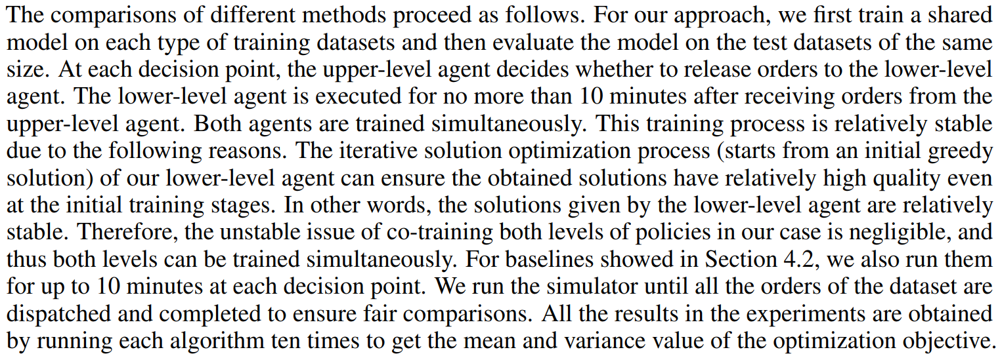 The comparisons of different methods proceed as follows. For our approach, we first train a shared
model on each type of training datasets and then evaluate the model on the test datasets of the same
size. At each decision point, the upper-level agent decides whether to release orders to the lower-level
agent. The lower-level agent is executed for no more than 10 minutes after receiving orders from the
upper-level agent. Both agents are trained simultaneously. This training process is relatively stable
due to the following reasons. The iterative solution optimization process (starts from an initial greedy
solution) of our lower-level agent can ensure the obtained solutions have relatively high quality even
at the initial training stages. In other words, the solutions given by the lower-level agent are relatively
stable. Therefore, the unstable issue of co-training both levels of policies in our case is negligible, and
thus both levels can be trained simultaneously. For baselines showed in Section 4.2, we also run them
for up to 10 minutes at each decision point. We run the simulator until all the orders of the dataset are
dispatched and completed to ensure fair comparisons. All the results in the experiments are obtained
by running each algorithm ten times to get the mean and variance value of the optimization objective.